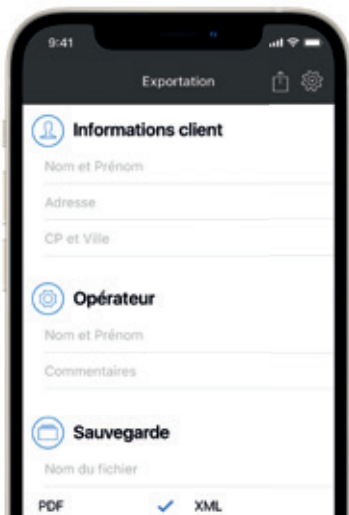 9:41
Exportation
Informations client
Nom et Prénom
Adresse
CP et Ville
Opérateur
Nom et Prénom
Commentaires
Sauvegarde
Nom du fichier
PDF XML